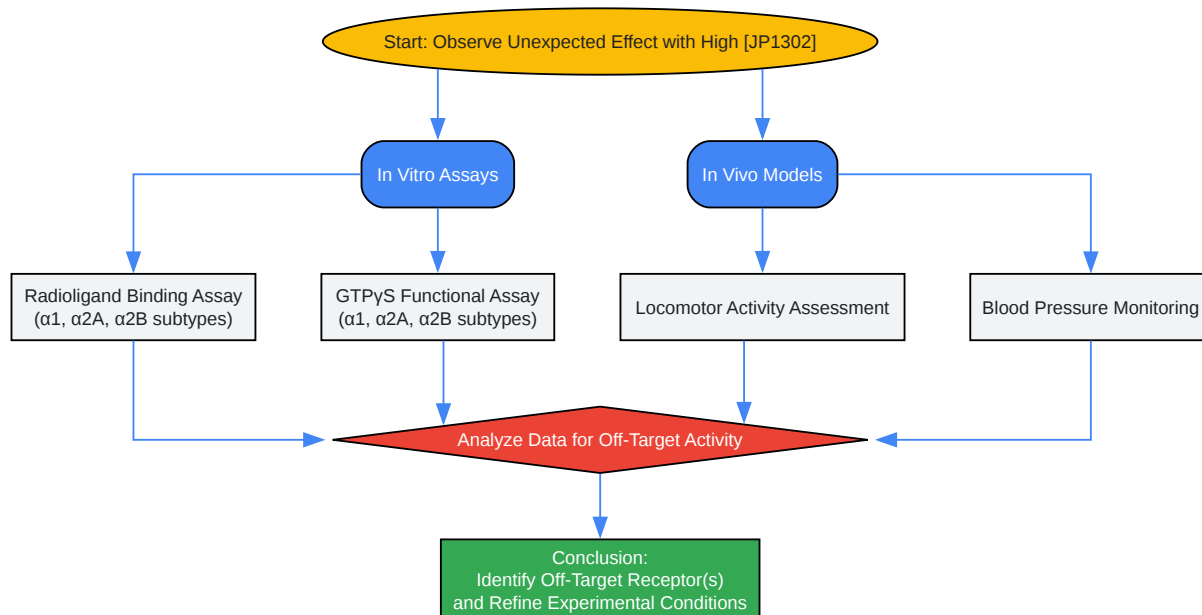 Start: Observe Unexpected Effect with High [JP1302]
In Vitro Assays
In Vivo Models
Radioligand Binding Assay
(α1, α2A, α2B subtypes)
GTPγS Functional Assay
(α1, α2A, α2B subtypes)
Locomotor Activity Assessment
Blood Pressure Monitoring
Analyze Data for Off-Target Activity
Conclusion:
Identify Off-Target Receptor(s)
and Refine Experimental Conditions